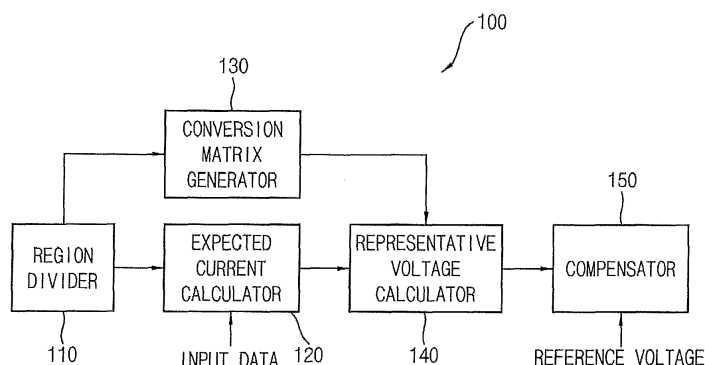 100
130
CONVERSION
MATRIX
GENERATOR
150
REGION
DIVIDER
EXPECTED
CURRENT
CALCULATOR
REPRESENTATIVE
VOLTAGE
CALCULATOR
COMPENSATOR
110
INPUT DATA
120
140
REFERENCE VOLTAGE